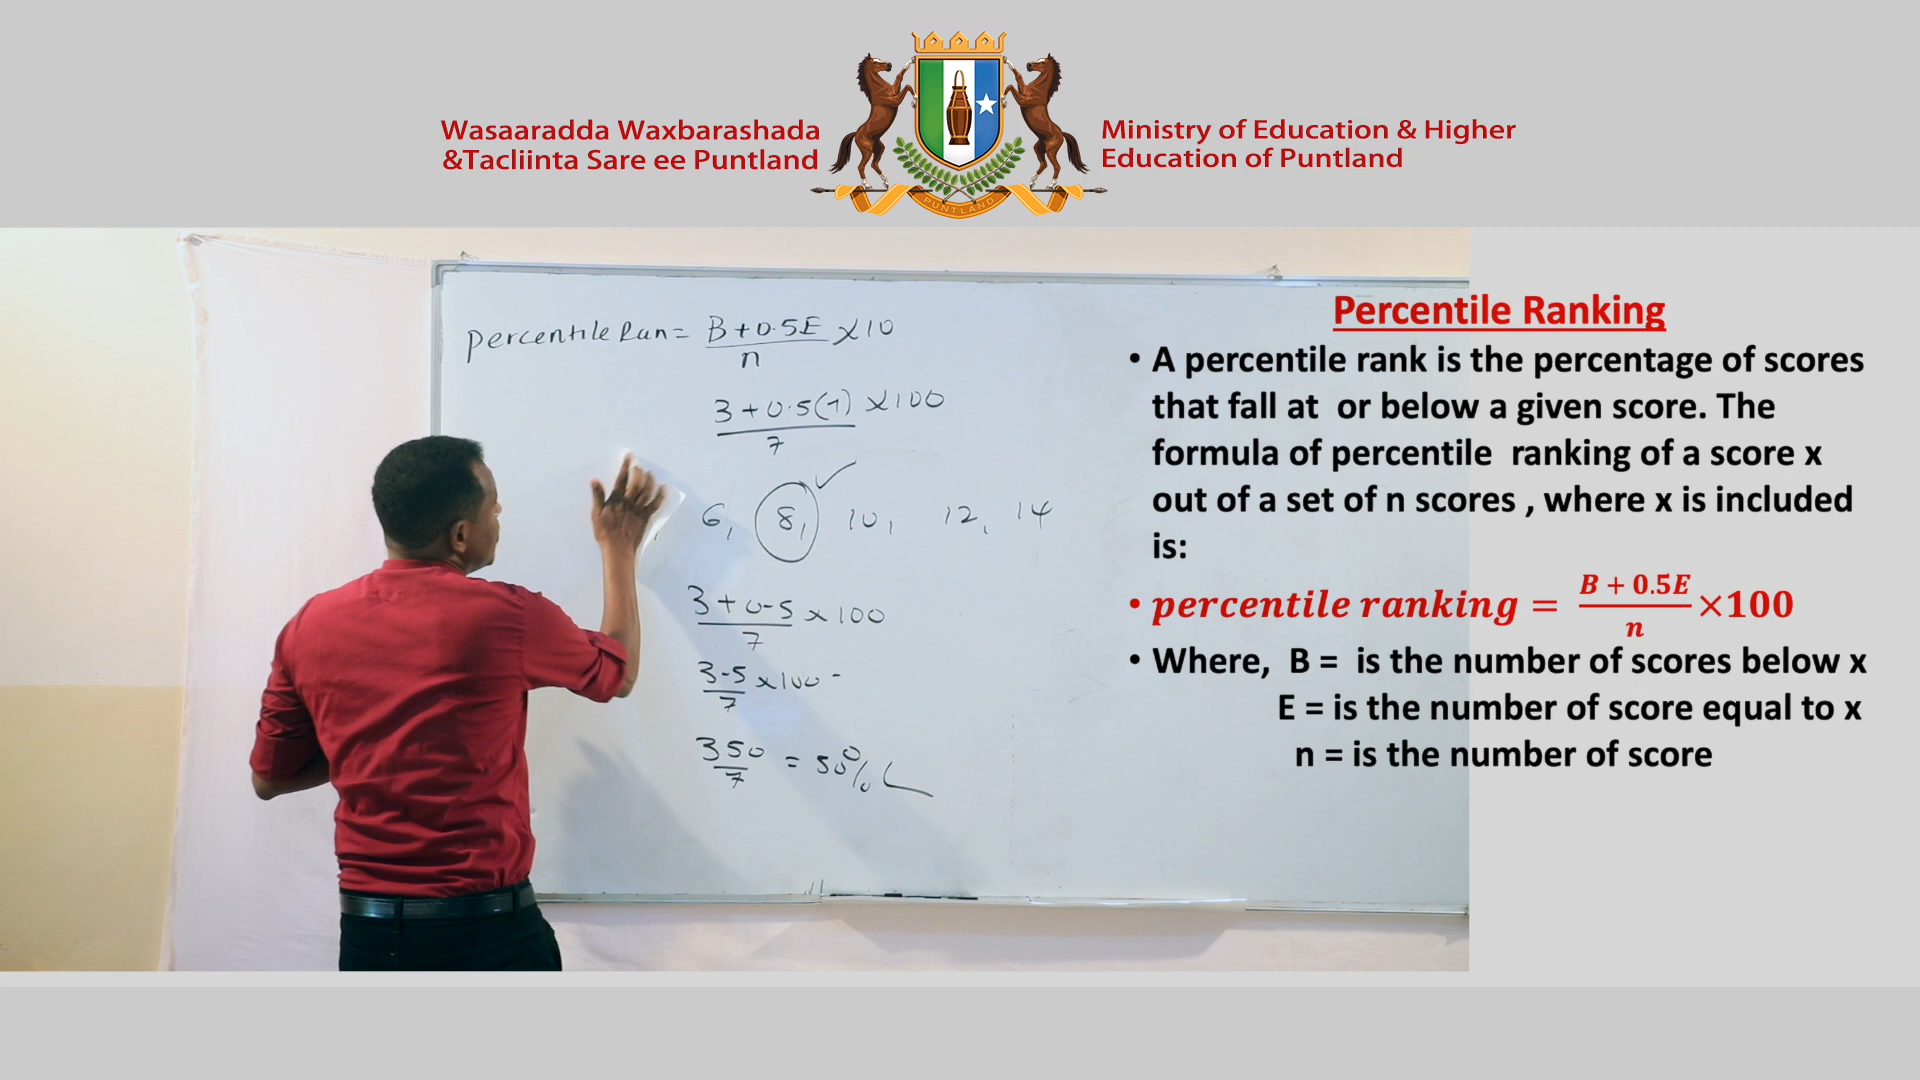 Wasaaradda Waxbarashada
&Tacliinta Sare ee Puntland
PUNTLAND
Ministry of Education & Higher
Education of Puntland
percentile Ran = B+0.5E/n ×10
3+0.5(1)/7 ×100
6, 8, 10, 12, 14
3+0-5/7 ×100
3-5/7 ×100 -
350/7 = 50%
Percentile Ranking
• A percentile rank is the percentage of scores
that fall at or below a given score. The
formula of percentile ranking of a score x
out of a set of n scores , where x is included
is:
• percentile ranking = B + 0.5E/n ×100
• Where, B = is the number of scores below x
E = is the number of score equal to x
n = is the number of score